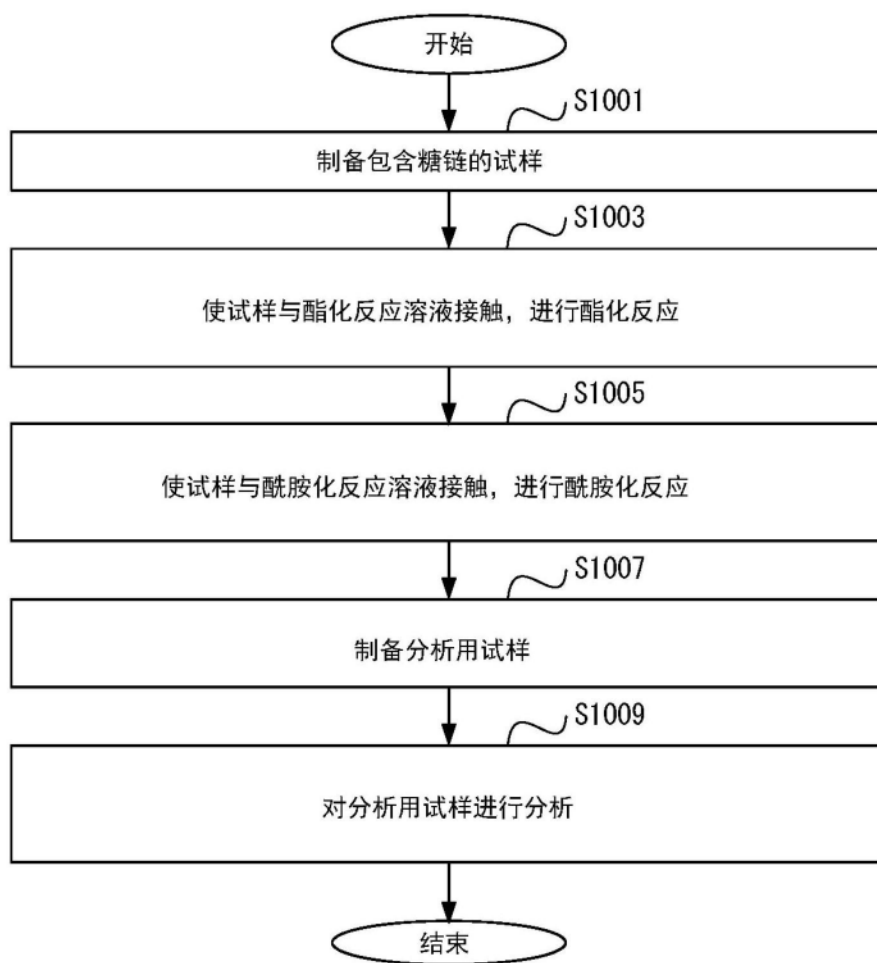 开始
S1001
制备包含糖链的试样
S1003
使试样与酯化反应溶液接触，进行酯化反应
S1005
使试样与酰胺化反应溶液接触，进行酰胺化反应
S1007
制备分析用试样
S1009
对分析用试样进行分析
结束